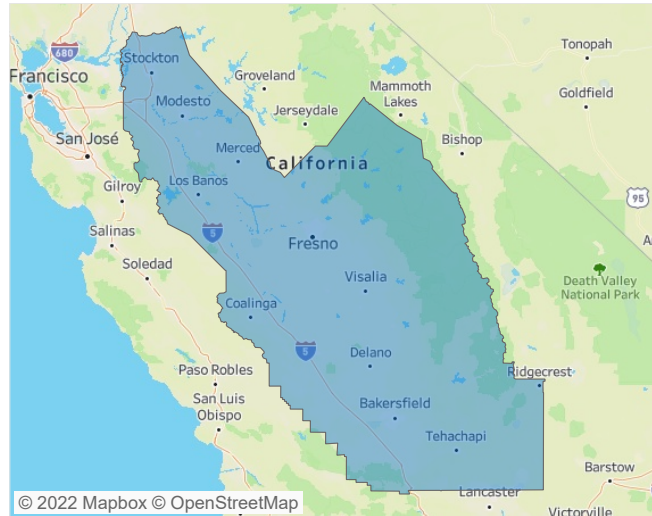 680
Stockton
Francisco
Groveland
Tonopah
Mammoth
Lakes
Goldfield
Modesto
Jerseydale
San José
Merced
California
Bishop
Los Banos
Gilroy
95
Salinas
5
Fresno
Soledad
Visalia
Death Valley
National Park
Coalinga
5
Delano
Paso Robles
Ridgecrest
San Luis
Obispo
Bakersfield
Tehachapi
Barstow
Lancaster
© 2022 Mapbox © OpenStreetMap
Victorville